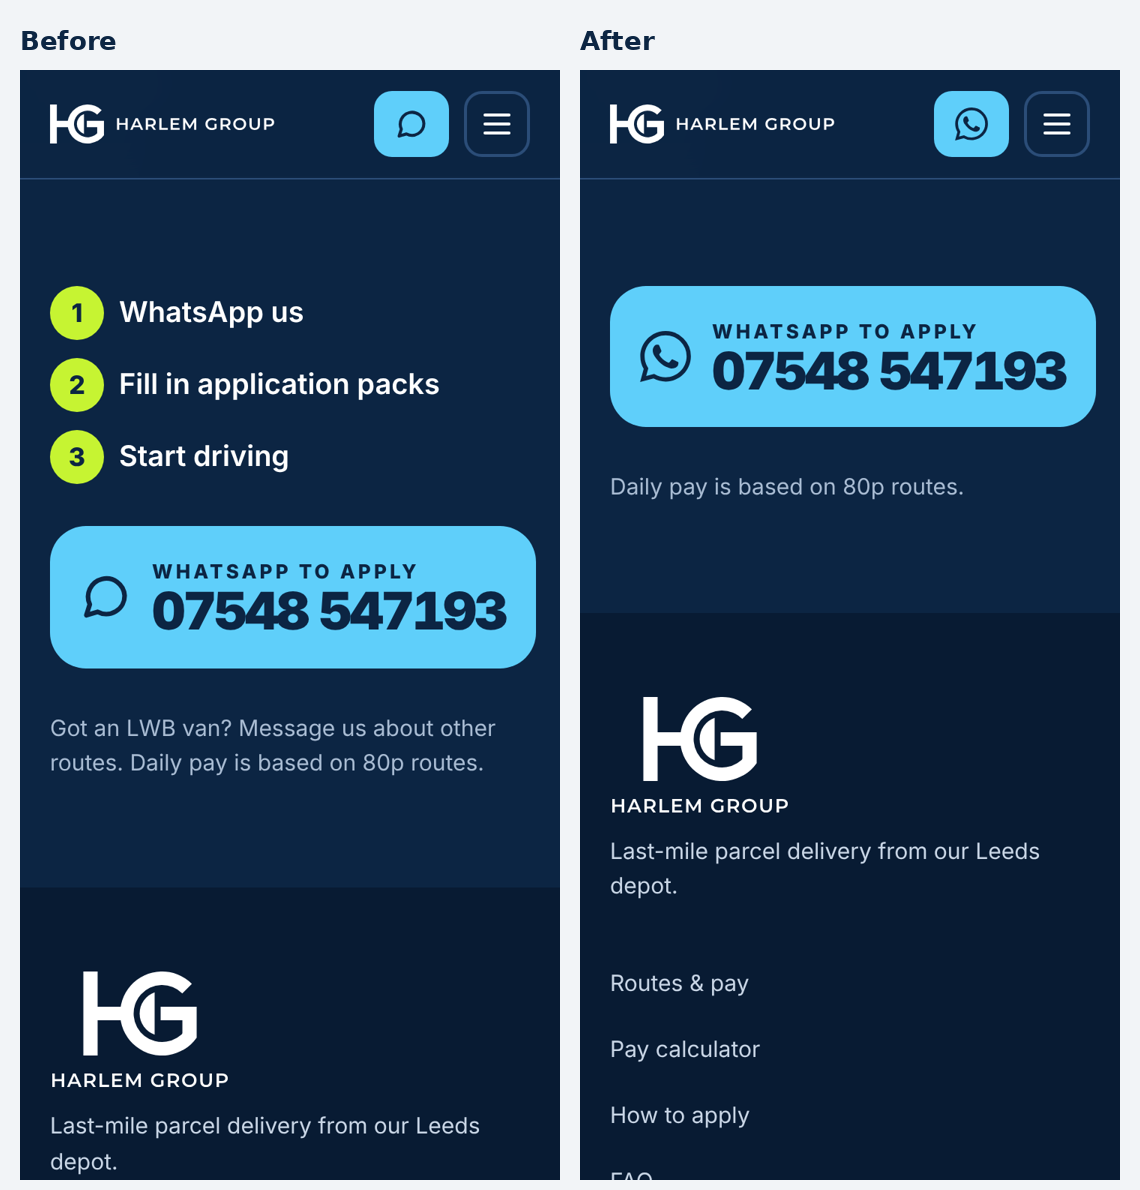 Before
HARLEM GROUP
1 WhatsApp us
2 Fill in application packs
3 Start driving
WHATSAPP TO APPLY
07548 547193
Got an LWB van? Message us about other
routes. Daily pay is based on 80p routes.
HG
HARLEM GROUP
Last-mile parcel delivery from our Leeds
depot.
After
HARLEM GROUP
WHATSAPP TO APPLY
07548 547193
Daily pay is based on 80p routes.
HG
HARLEM GROUP
Last-mile parcel delivery from our Leeds
depot.
Routes & pay
Pay calculator
How to apply
FAQ